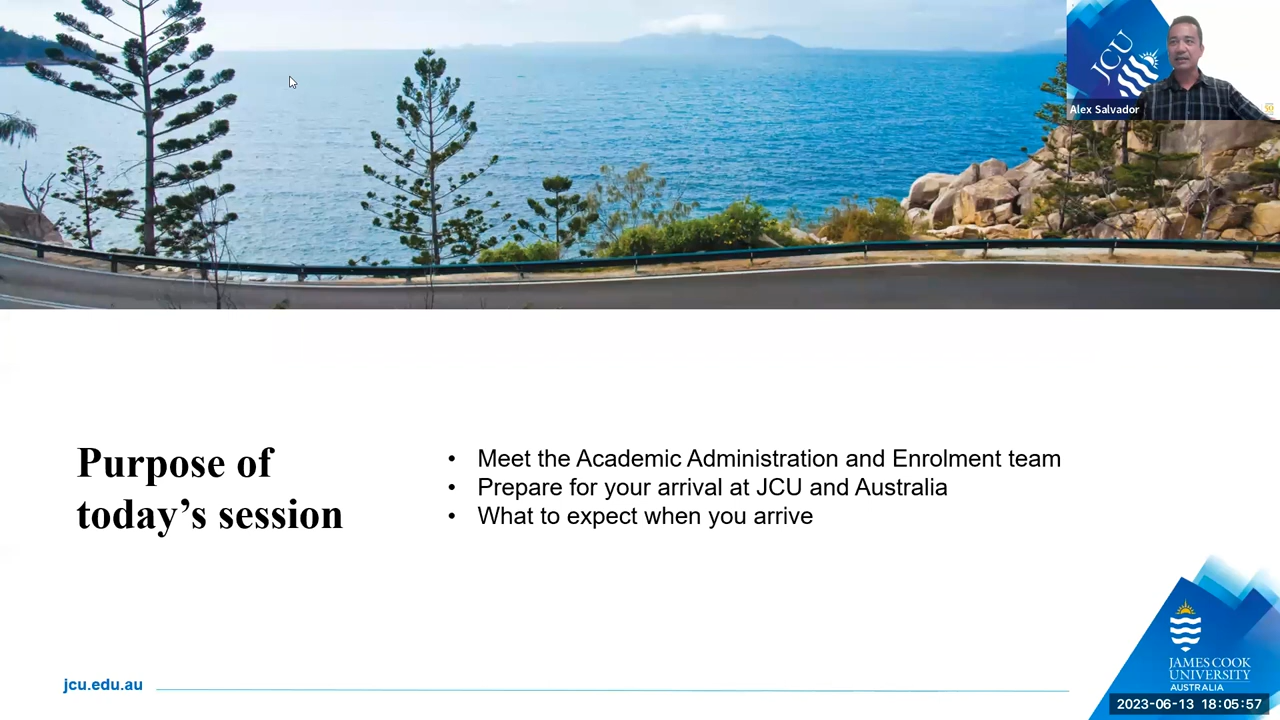 JCU
Alex Salvador
Purpose of
today’s session
• Meet the Academic Administration and Enrolment team
• Prepare for your arrival at JCU and Australia
• What to expect when you arrive
jcu.edu.au
JAMES COOK
UNIVERSITY
AUSTRALIA
2023-06-13 18:05:57